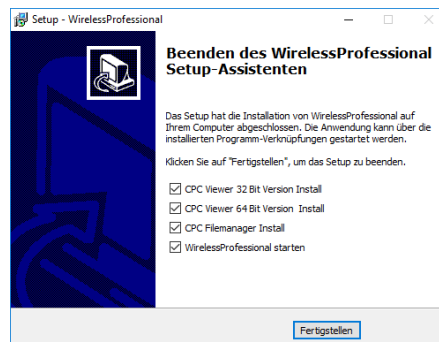 Setup - WirelessProfessional
Beenden des WirelessProfessional
Setup-Assistenten
Das Setup hat die Installation von WirelessProfessional auf
Ihrem Computer abgeschlossen. Die Anwendung kann über die
installierten Programm-Verknüpfungen gestartet werden.
Klicken Sie auf "Fertigstellen", um das Setup zu beenden.
CPC Viewer 32 Bit Version Install
CPC Viewer 64 Bit Version Install
CPC Filemanager Install
WirelessProfessional starten
Fertigstellen